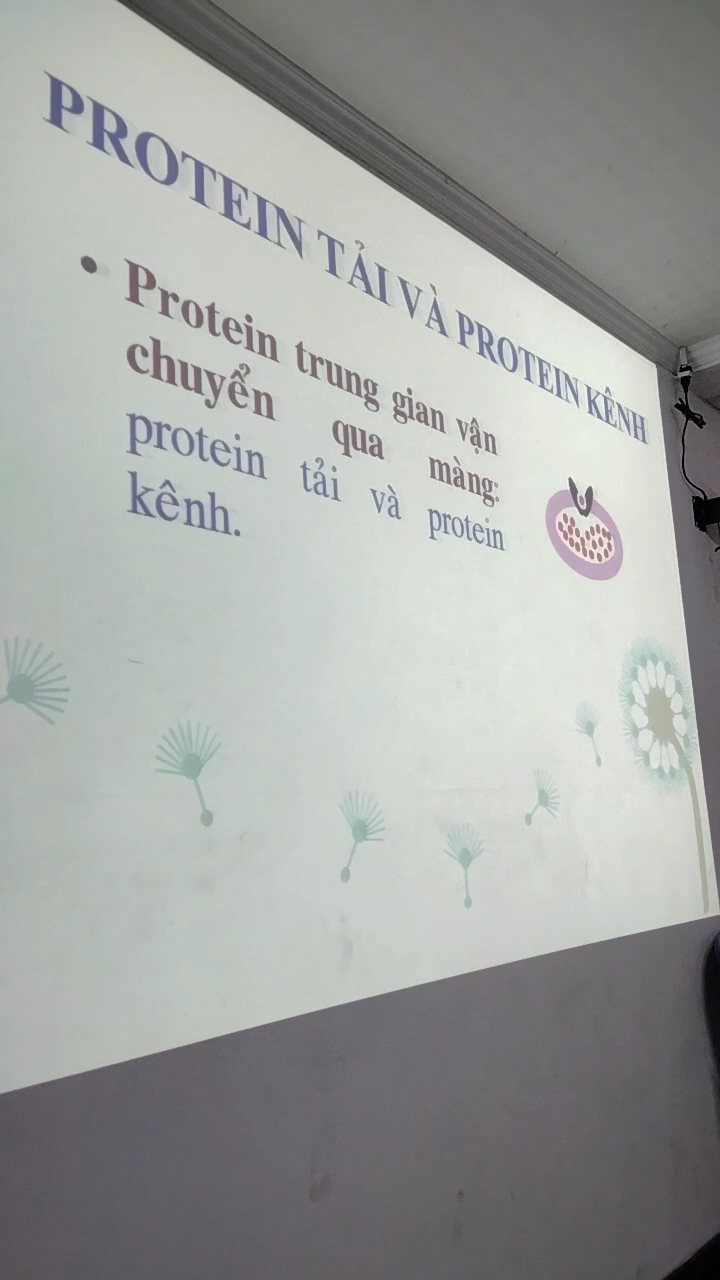 PROTEIN TẢI VÀ PROTEIN KÊNH
• Protein trung gian vận
chuyển qua màng:
protein tải và protein
kênh.